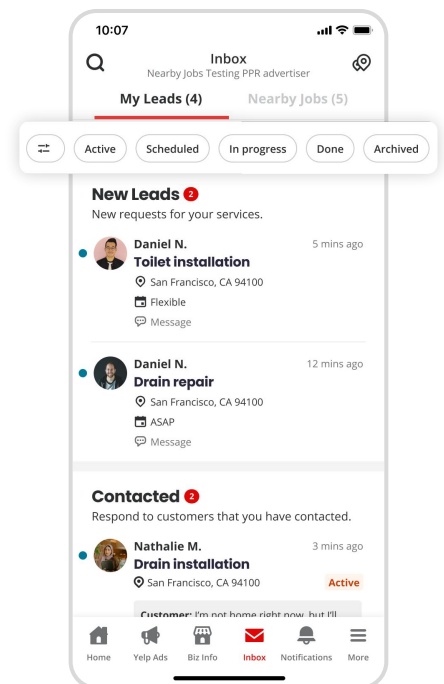 10:07
Inbox
Nearby Jobs Testing PPR advertiser
My Leads (4) Nearby Jobs (5)
Active Scheduled In progress Done Archived
New Leads 2
New requests for your services.
Daniel N. 5 mins ago
Toilet installation
San Francisco, CA 94100
Flexible
Message
Daniel N. 12 mins ago
Drain repair
San Francisco, CA 94100
ASAP
Message
Contacted 2
Respond to customers that you have contacted.
Nathalie M. 3 mins ago
Drain installation
San Francisco, CA 94100 Active
Customer: I'm not home right now, but I'll
Home Yelp Ads Biz Info Inbox Notifications More